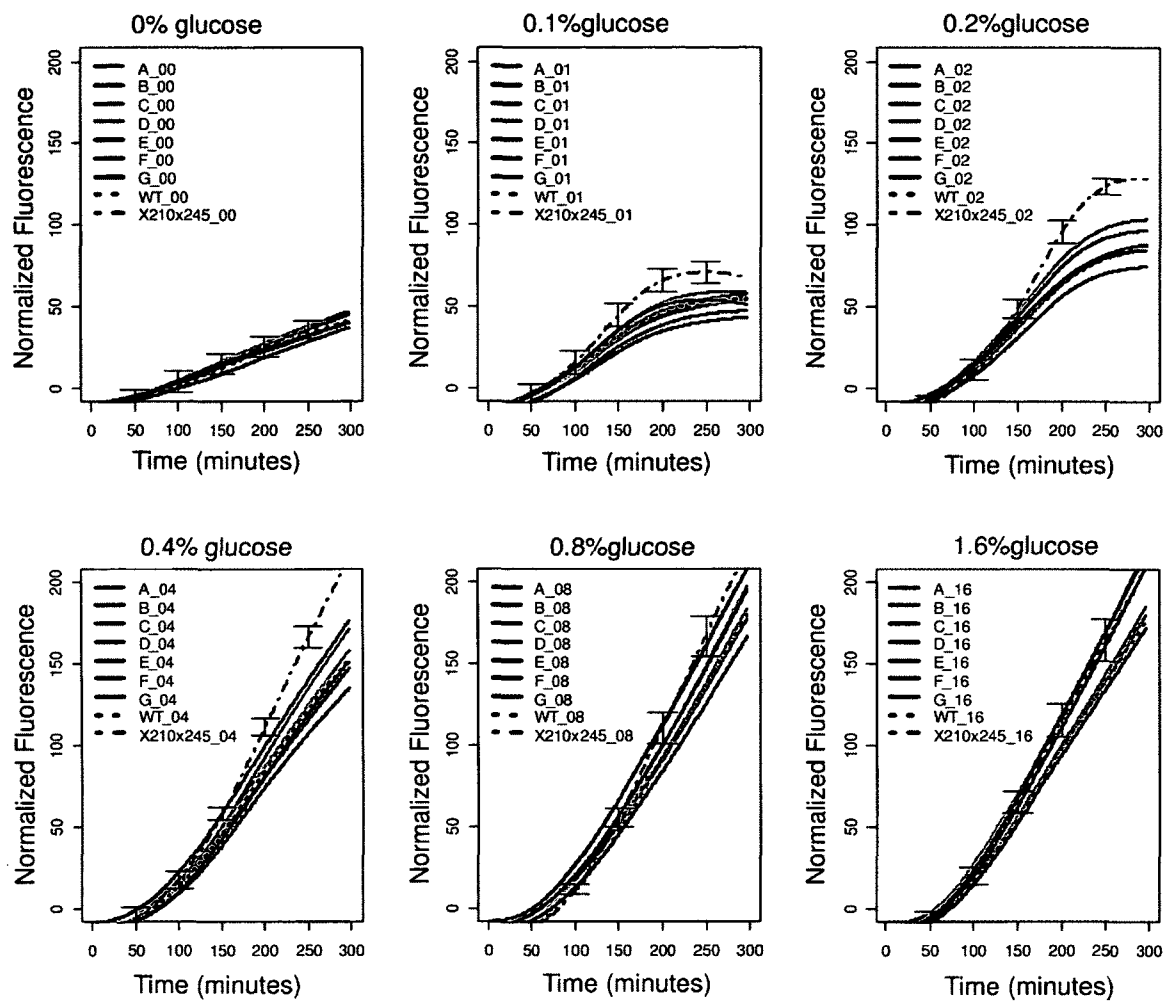 0% glucose
200
150
100
50
0
Normalized Fluorescence
A_00
B_00
C_00
D_00
E_00
F_00
G_00
WT_00
X210x245_00
0 50 100 150 200 250 300
Time (minutes)
0.1%glucose
200
150
100
50
0
Normalized Fluorescence
A_01
B_01
C_01
D_01
E_01
F_01
G_01
WT_01
X210x245_01
0 50 100 150 200 250 300
Time (minutes)
0.2%glucose
200
150
100
50
0
Normalized Fluorescence
A_02
B_02
C_02
D_02
E_02
F_02
G_02
WT_02
X210x245_02
0 50 100 150 200 250 300
Time (minutes)
0.4% glucose
200
150
100
50
0
Normalized Fluorescence
A_04
B_04
C_04
D_04
E_04
F_04
G_04
WT_04
X210x245_04
0 50 100 150 200 250 300
Time (minutes)
0.8%glucose
200
150
100
50
0
Normalized Fluorescence
A_08
B_08
C_08
D_08
E_08
F_08
G_08
WT_08
X210x245_08
0 50 100 150 200 250 300
Time (minutes)
1.6%glucose
200
150
100
50
0
Normalized Fluorescence
A_16
B_16
C_16
D_16
E_16
F_16
G_16
WT_16
X210x245_16
0 50 100 150 200 250 300
Time (minutes)